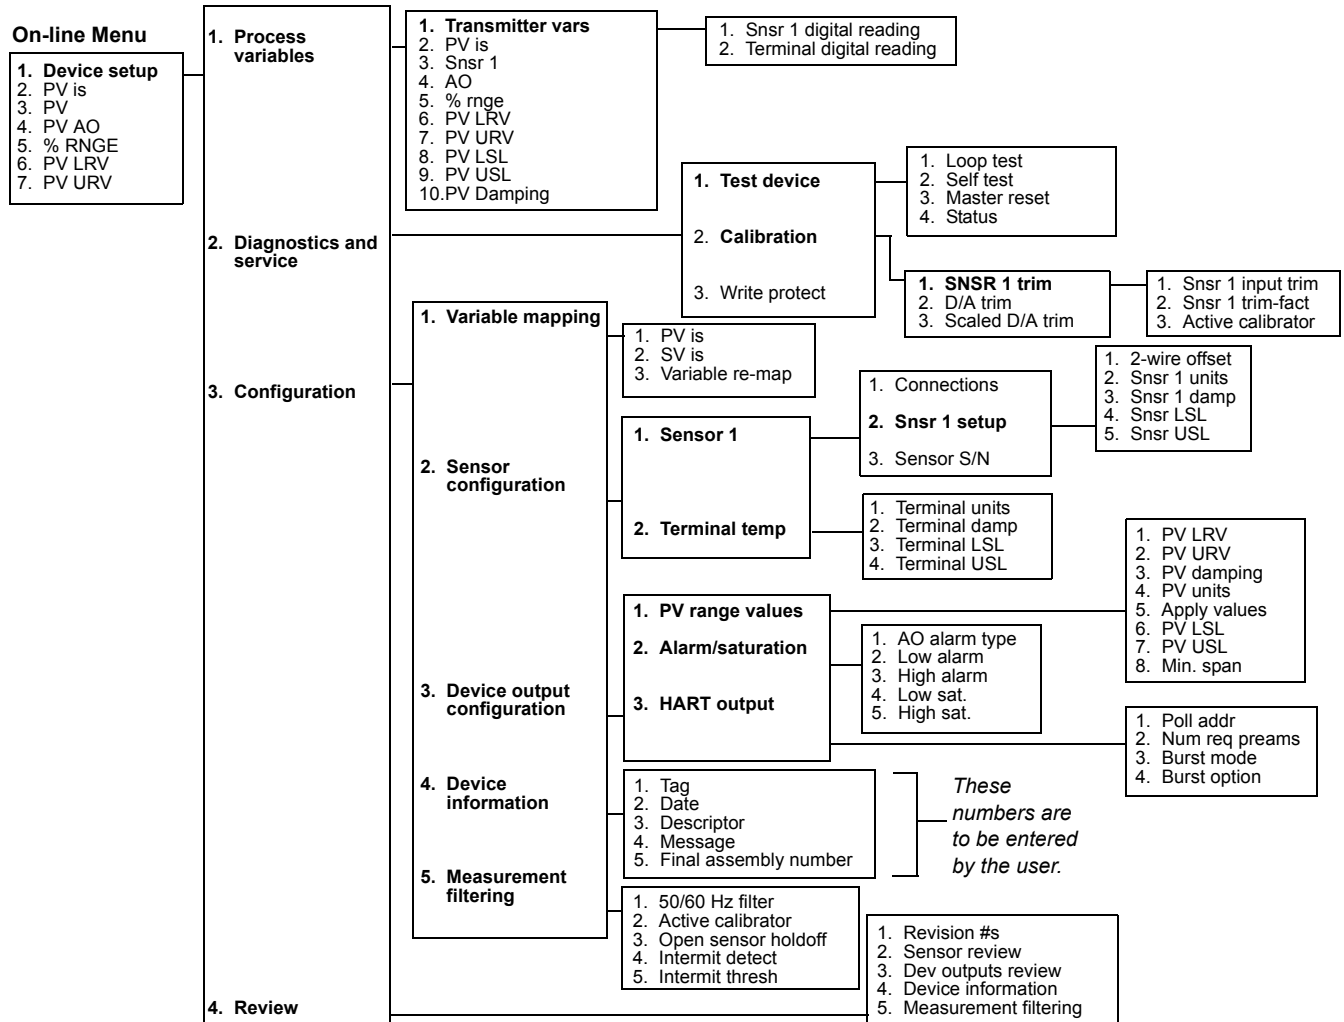 On-line Menu
1. Device setup
2. PV is
3. PV
4. PV AO
5. % RNGE
6. PV LRV
7. PV URV
1. Process
variables
2. Diagnostics and
service
3. Configuration
4. Review
1. Transmitter vars
2. PV is
3. Snsr 1
4. AO
5. % rnge
6. PV LRV
7. PV URV
8. PV LSL
9. PV USL
10.PV Damping
1. Snsr 1 digital reading
2. Terminal digital reading
1. Test device
2. Calibration
3. Write protect
1. Loop test
2. Self test
3. Master reset
4. Status
1. SNSR 1 trim
2. D/A trim
3. Scaled D/A trim
1. Snsr 1 input trim
2. Snsr 1 trim-fact
3. Active calibrator
1. Variable mapping
2. Sensor
configuration
3. Device output
configuration
4. Device
information
5. Measurement
filtering
1. PV is
2. SV is
3. Variable re-map
1. Sensor 1
2. Terminal temp
1. Connections
2. Snsr 1 setup
3. Sensor S/N
1. 2-wire offset
2. Snsr 1 units
3. Snsr 1 damp
4. Snsr LSL
5. Snsr USL
1. Terminal units
2. Terminal damp
3. Terminal LSL
4. Terminal USL
1. PV range values
2. Alarm/saturation
3. HART output
1. PV LRV
2. PV URV
3. PV damping
4. PV units
5. Apply values
6. PV LSL
7. PV USL
8. Min. span
1. AO alarm type
2. Low alarm
3. High alarm
4. Low sat.
5. High sat.
1. Poll addr
2. Num req preams
3. Burst mode
4. Burst option
1. Tag
2. Date
3. Descriptor
4. Message
5. Final assembly number
These
numbers are
to be entered
by the user.
1. 50/60 Hz filter
2. Active calibrator
3. Open sensor holdoff
4. Intermit detect
5. Intermit thresh
1. Revision #s
2. Sensor review
3. Dev outputs review
4. Device information
5. Measurement filtering